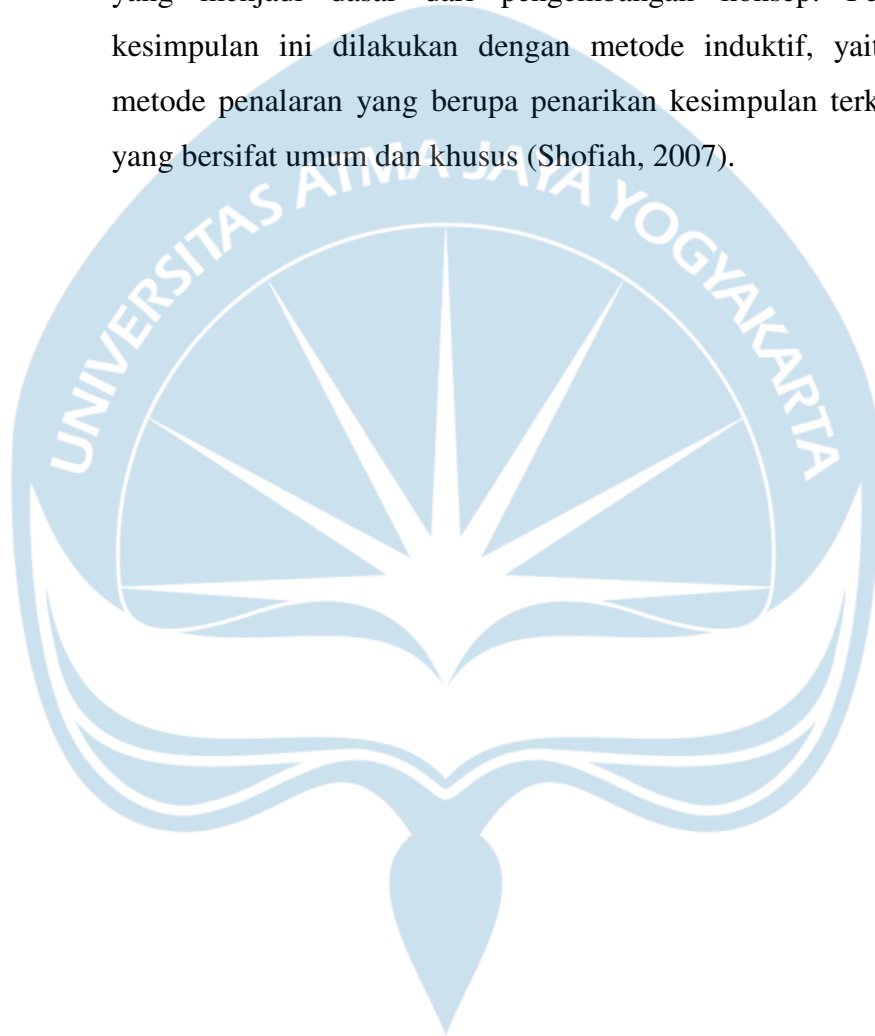 yang menjadi dasar dari pengembangan konsep.
kesimpulan ini dilakukan dengan metode induktif, yait
metode penalaran yang berupa penarikan kesimpulan terk
yang bersifat umum dan khusus (Shofiah, 2007).
UNIVERSITAS ATMA JAYA YOGYAKARTA